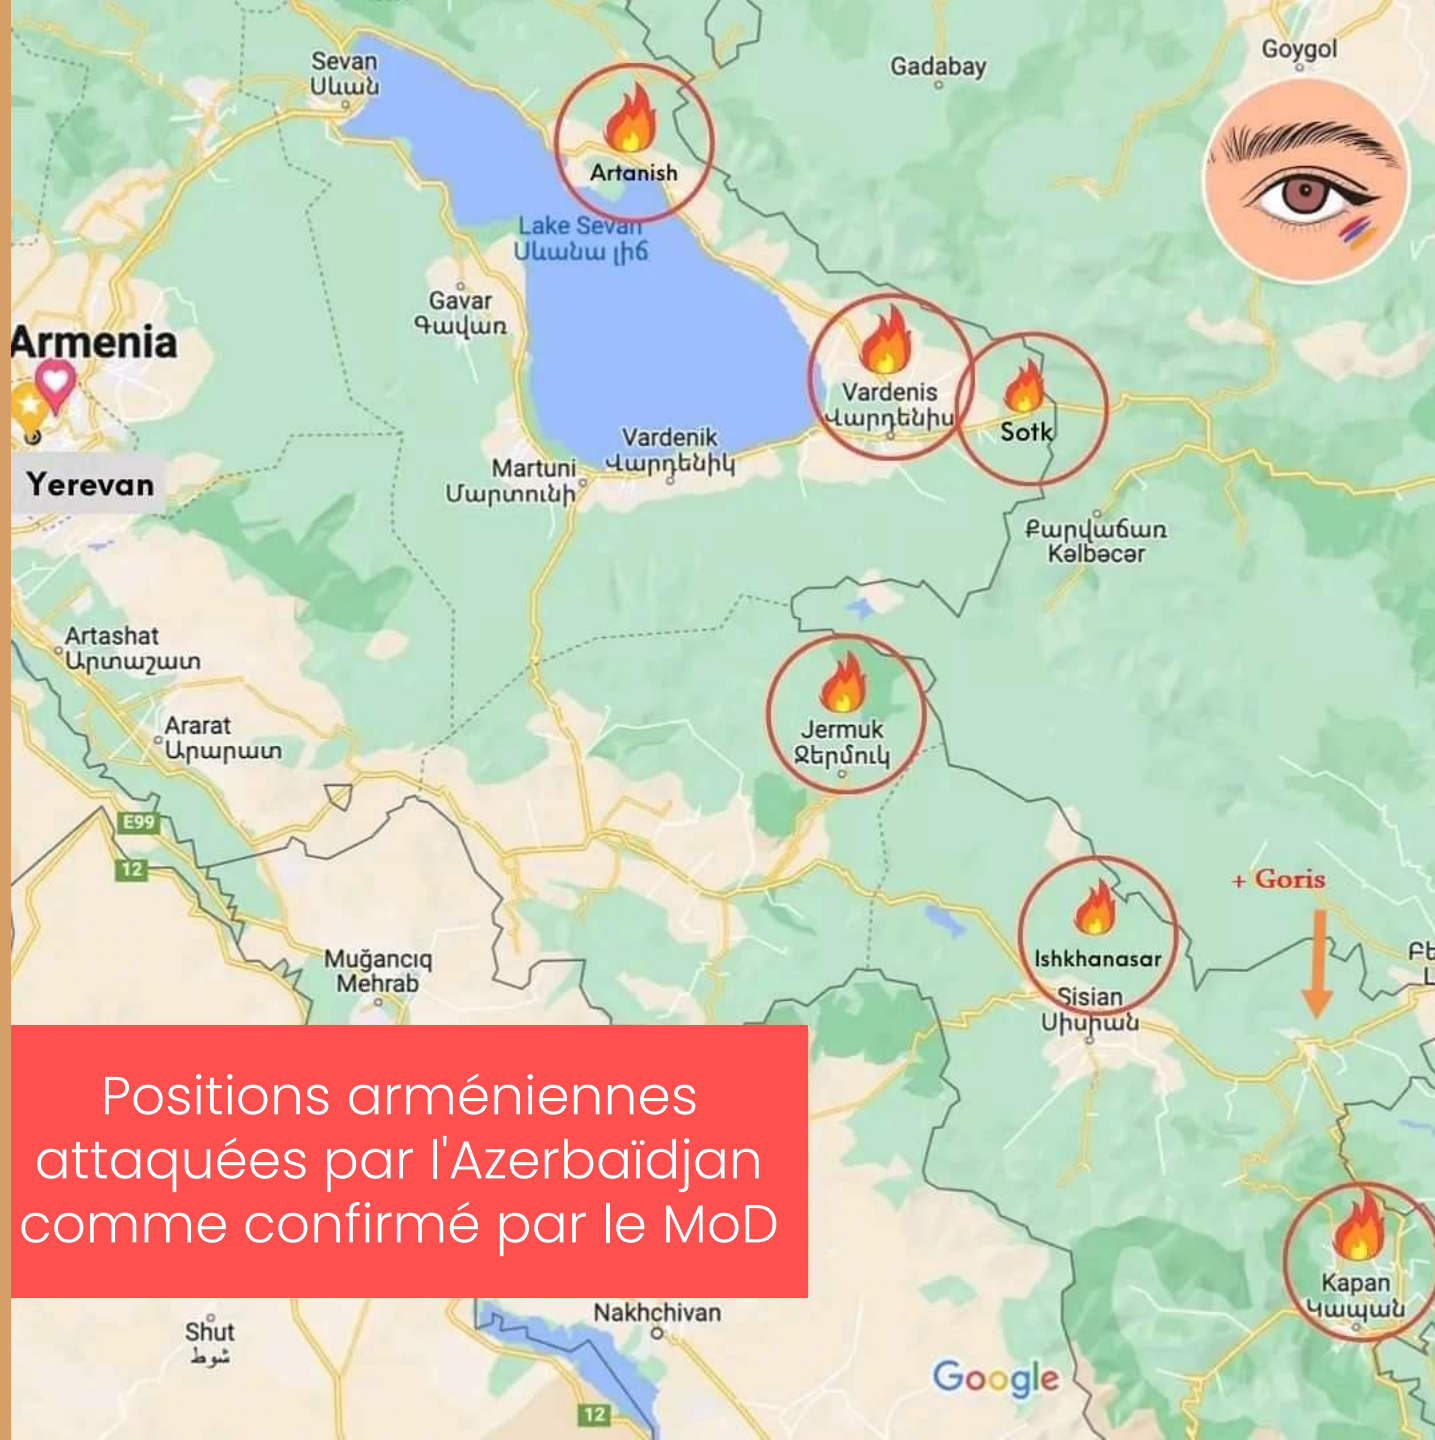 Sevan
Սևան
Gadabay
Goygol
Artanish
Lake Sevan
Սևանա լիճ
Gavar
Գավառ
Armenia
Vardenis
Վարդենիս
Sotk
Yerevan
Vardenik
Վարդենիկ
Martuni
Մարտունի
Քարվաճառ
Kəlbəcər
Artashat
Արտաշատ
Ararat
Արարատ
Jermuk
Ջերմուկ
E99
12
+ Goris
Muğancıq
Mehrab
Ishkhanasar
Sisian
Սիսիան
Positions arméniennes
attaquées par l'Azerbaïdjan
comme confirmé par le MoD
Kapan
Կապան
Nakhchivan
Shut
شوط
Google
12